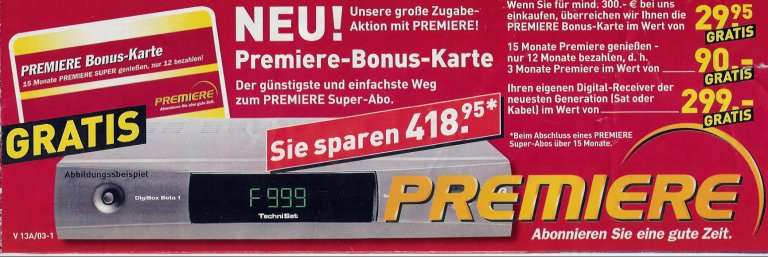 PREMIERE Bonus-Karte
15 Monate PREMIERE SUPER genießen, nur 12 bezahlen!
PREMIERE
Abonnieren Sie eine gute Zeit.
GRATIS
NEU! Unsere große Zugabe-
Aktion mit PREMIERE!
Premiere-Bonus-Karte
Der günstigste und einfachste Weg
zum PREMIERE Super-Abo.
Sie sparen 418.95*
Wenn Sie für mind. 300.- € bei uns
einkaufen, überreichen wir Ihnen die
PREMIERE Bonus-Karte im Wert von
29.95
GRATIS
15 Monate Premiere genießen -
nur 12 Monate bezahlen, d. h.
3 Monate Premiere im Wert von
90.-
GRATIS
Ihren eigenen Digital-Receiver der
neuesten Generation (Sat oder
Kabel) im Wert von
299.-
GRATIS
*Beim Abschluss eines PREMIERE
Super-Abos über 15 Monate.
Abbildungsbeispiel
DigiBox Beta 1
F 999
TechniSat
V 13A/03-1
PREMIERE
Abonnieren Sie eine gute Zeit.